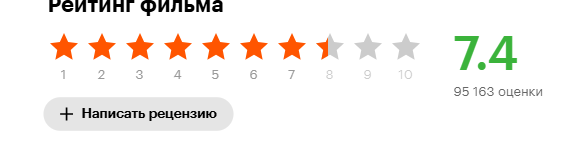 Рейтинг фильма
1 2 3 4 5 6 7 8 9 10
7.4
95 163 оценки
+ Написать рецензию